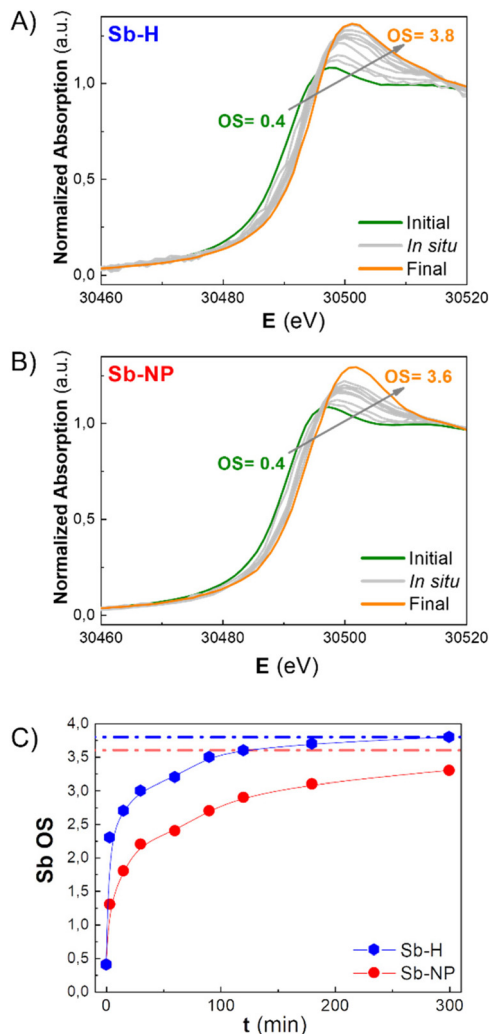 A)
Sb-H
OS= 3.8
OS= 0.4
Normalized Absorption (a.u.)
1,0
0,5
0,0
Initial
In situ
Final
30460 30480 30500 30520
E (eV)
B)
Sb-NP
OS= 3.6
OS= 0.4
Normalized Absorption (a.u.)
1,0
0,5
0,0
Initial
In situ
Final
30460 30480 30500 30520
E (eV)
C)
Sb OS
4.0
3.5
3,0
2,5
2,0
1,5
1,0
0,5
0,0
Sb-H
Sb-NP
0 100 200 300
t (min)